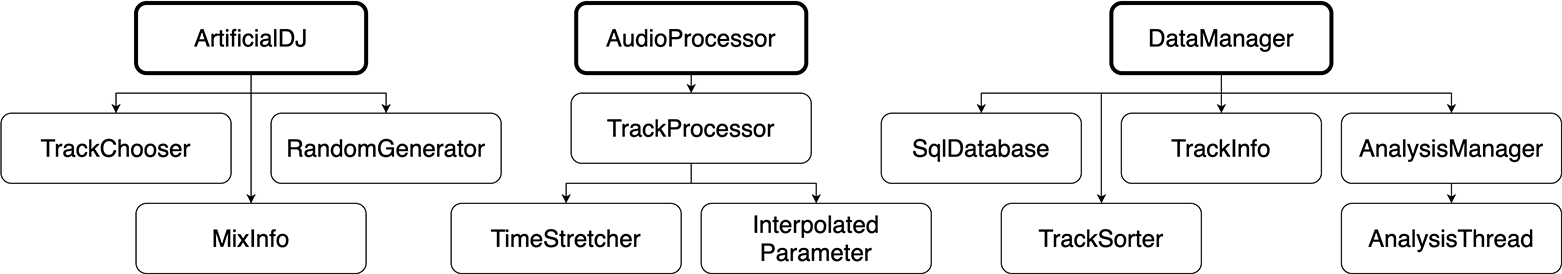 ArtificialDJ
AudioProcessor
DataManager
TrackChooser
RandomGenerator
TrackProcessor
SqlDatabase
TrackInfo
AnalysisManager
MixInfo
TimeStretcher
Interpolated
Parameter
TrackSorter
AnalysisThread